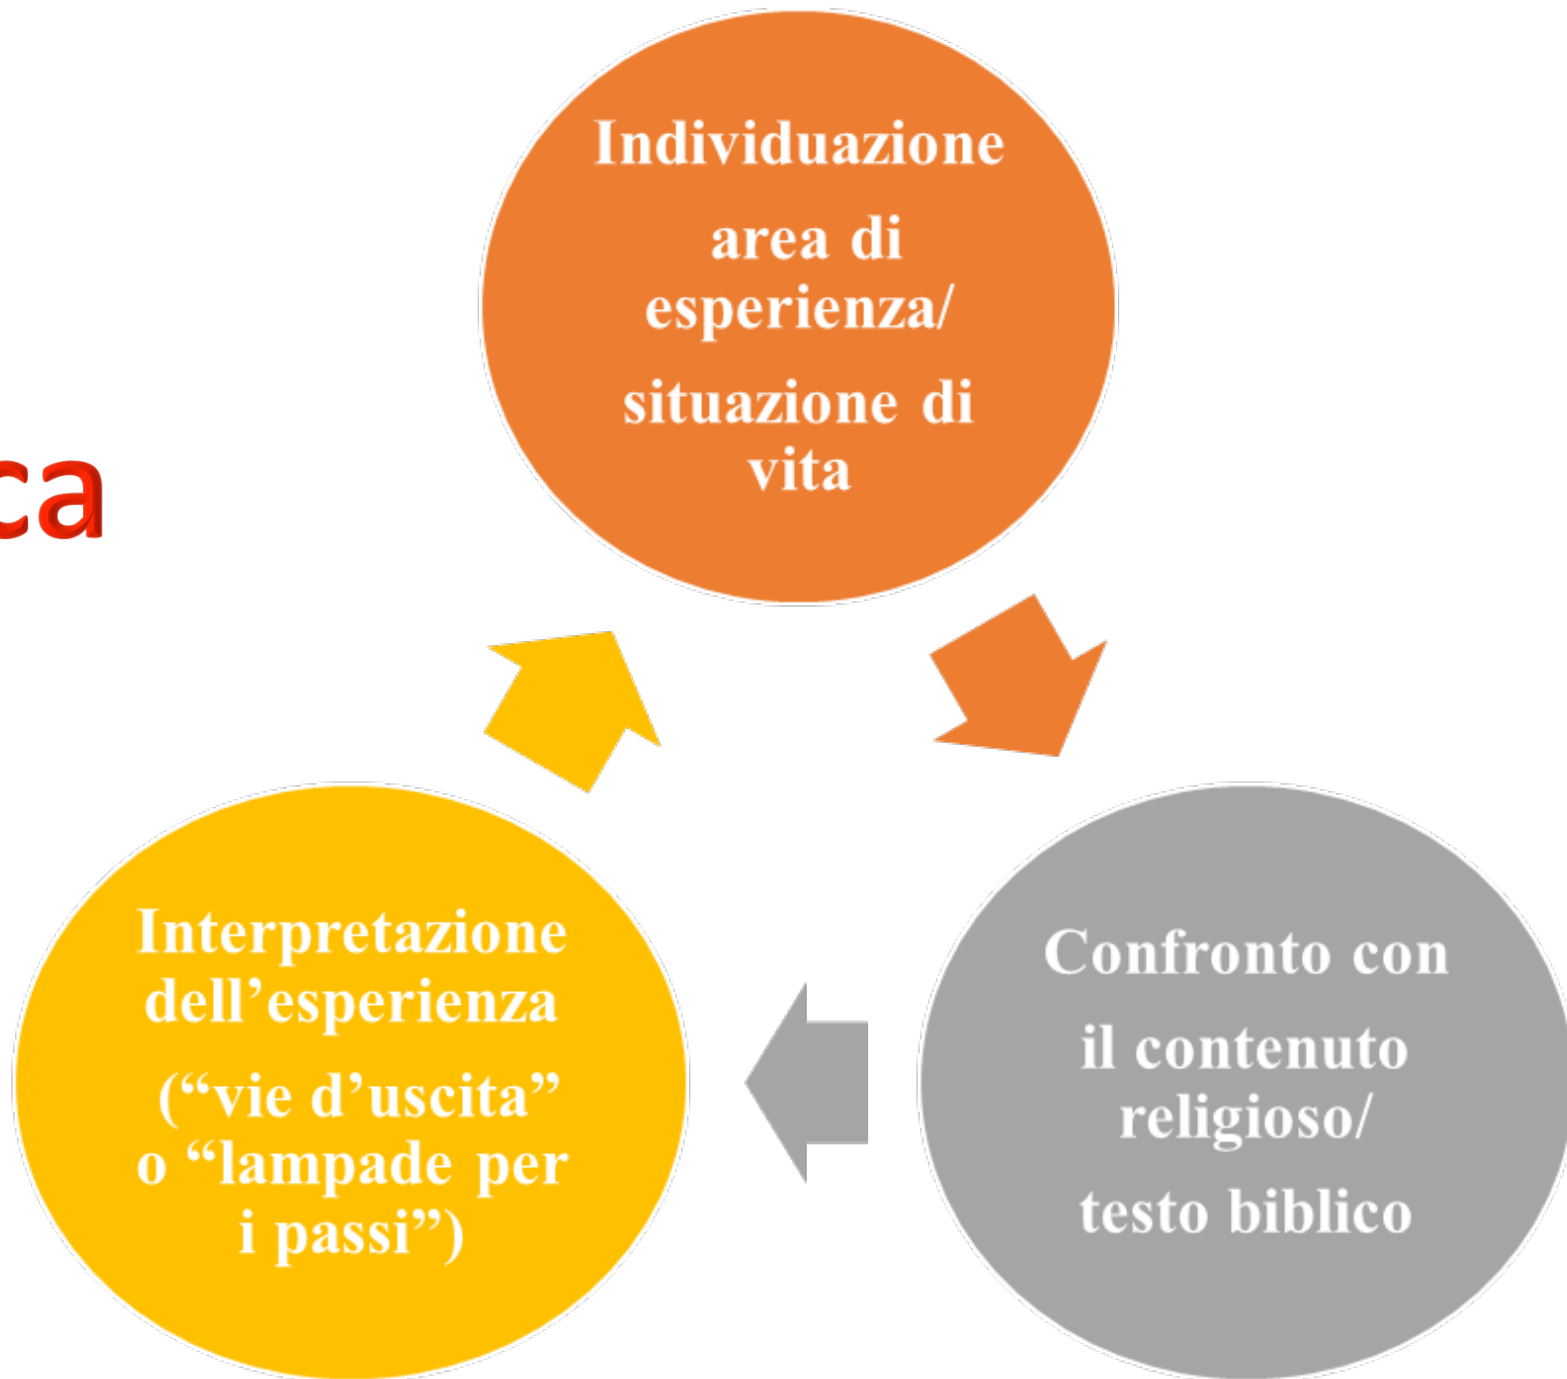 Individuazione
area di
esperienza/
situazione di
vita
ca
Confronto con
il contenuto
religioso/
testo biblico
Interpretazione
dell’esperienza
(“vie d’uscita”
o “lampade per
i passi”)